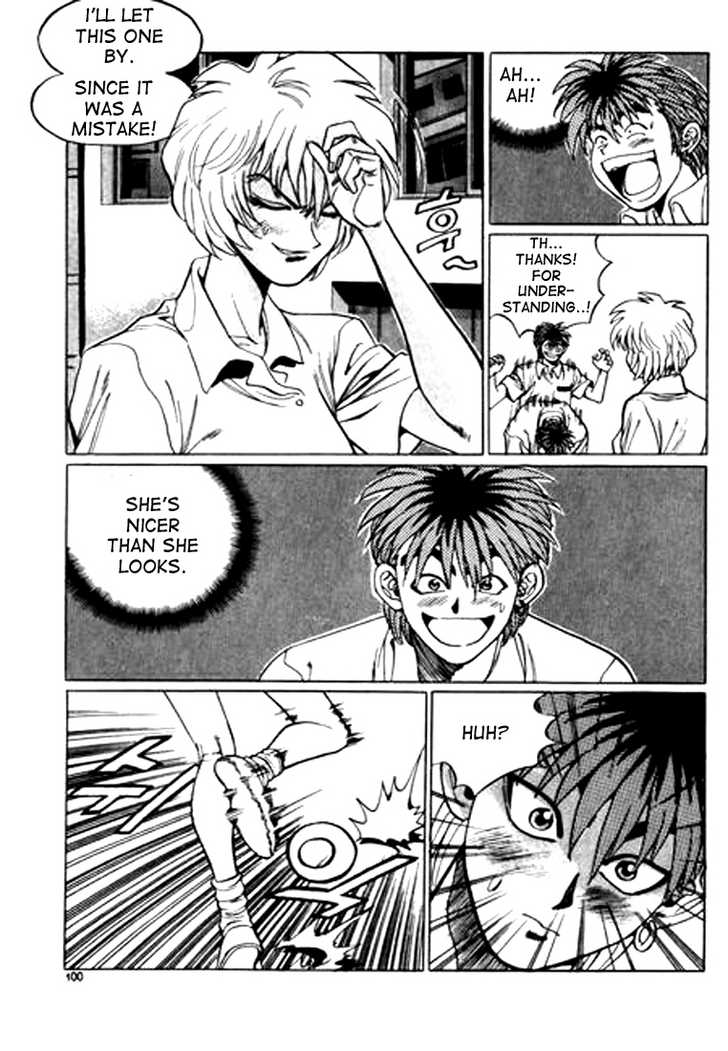 I'LL LET
THIS ONE
BY.
SINCE IT
WAS A
MISTAKE!
후~
AH...
AH!
TH...
THANKS!
FOR
UNDER-
STANDING..!
SHE'S
NICER
THAN SHE
LOOKS.
HUH?
100